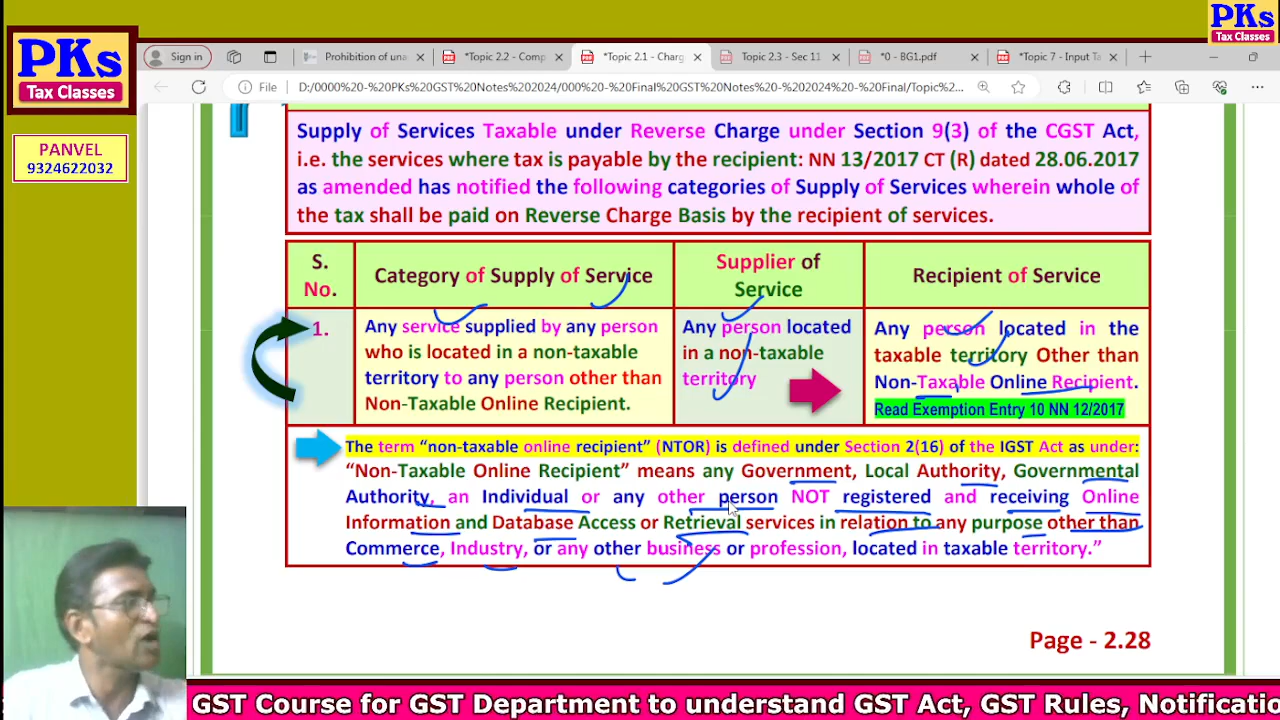 PKs
Tax Classes
PANVEL
9324622032
PKs
Tax Classes
Sign in
Prohibition of una
*Topic 2.2 - Comp
*Topic 2.1 - Charg
Topic 2.3 - Sec 11
*0 - BG1.pdf
*Topic 7 - Input Ta
File
D:/0000%20-%20PKs%20GST%20Notes%202024/000%20-%20Final%20GST%20Notes%20-%202024%20-%20Final/Topic%...
Supply of Services Taxable under Reverse Charge under Section 9(3) of the CGST Act,
i.e. the services where tax is payable by the recipient: NN 13/2017 CT (R) dated 28.06.2017
as amended has notified the following categories of Supply of Services wherein whole of
the tax shall be paid on Reverse Charge Basis by the recipient of services.
S.
No.
Category of Supply of Service
Supplier of
Service
Recipient of Service
1.
Any service supplied by any person
who is located in a non-taxable
territory to any person other than
Non-Taxable Online Recipient.
Any person located
in a non-taxable
territory
Any person located in the
taxable territory Other than
Non-Taxable Online Recipient.
Read Exemption Entry 10 NN 12/2017
The term “non-taxable online recipient” (NTOR) is defined under Section 2(16) of the IGST Act as under:
“Non-Taxable Online Recipient” means any Government, Local Authority, Governmental
Authority, an Individual or any other person NOT registered and receiving Online
Information and Database Access or Retrieval services in relation to any purpose other than
Commerce, Industry, or any other business or profession, located in taxable territory.”
Page - 2.28
GST Course for GST Department to understand GST Act, GST Rules, Notificatio